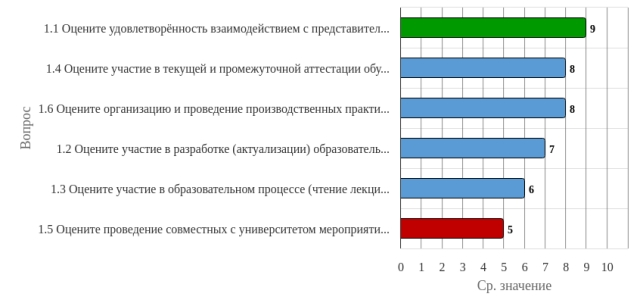 1.1 Оцените удовлетворённость взаимодействием с представител... 9
1.4 Оцените участие в текущей и промежуточной аттестации обу... 8
1.6 Оцените организацию и проведение производственных практи... 8
1.2 Оцените участие в разработке (актуализации) образователь... 7
1.3 Оцените участие в образовательном процессе (чтение лекци... 6
1.5 Оцените проведение совместных с университетом мероприяти... 5
Вопрос
0 1 2 3 4 5 6 7 8 9 10
Ср. значение